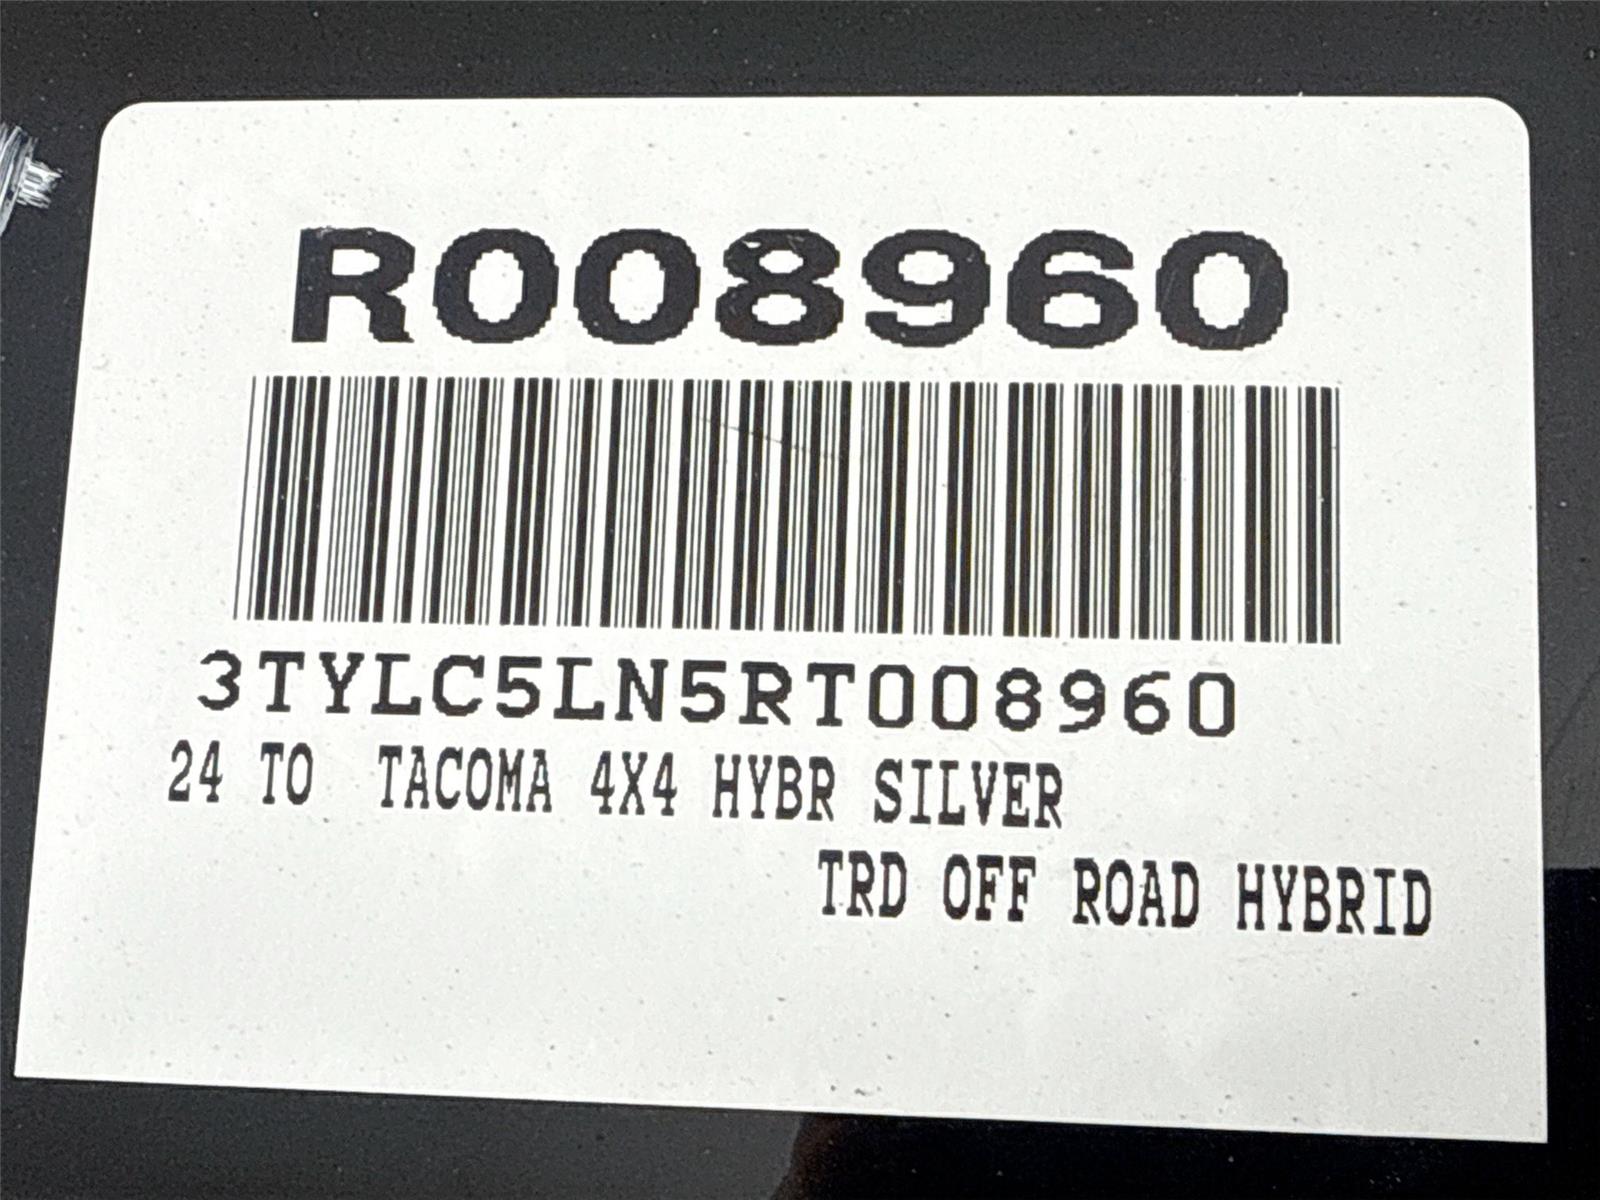 R008960
3TYLC5LN5RT008960
24 TO TACOMA 4X4 HYBR SILVER
TRD OFF ROAD HYBRID